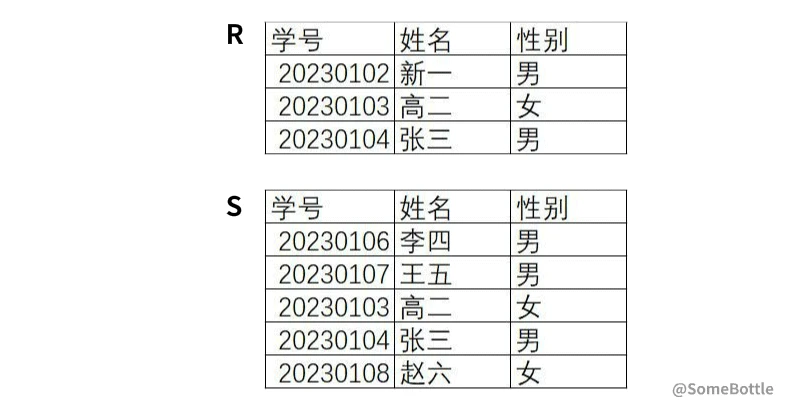 R
学号 姓名 性别
20230102 新一 男
20230103 高二 女
20230104 张三 男
S
学号 姓名 性别
20230106 李四 男
20230107 王五 男
20230103 高二 女
20230104 张三 男
20230108 赵六 女
@SomeBottle